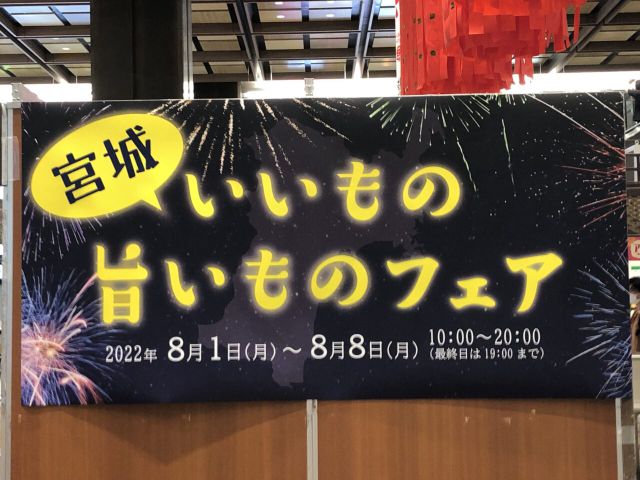 宮城
いいもの
旨いものフェア
2022年 8月1日(月)～8月8日(月) 10:00～20:00
(最終日は19:00まで)